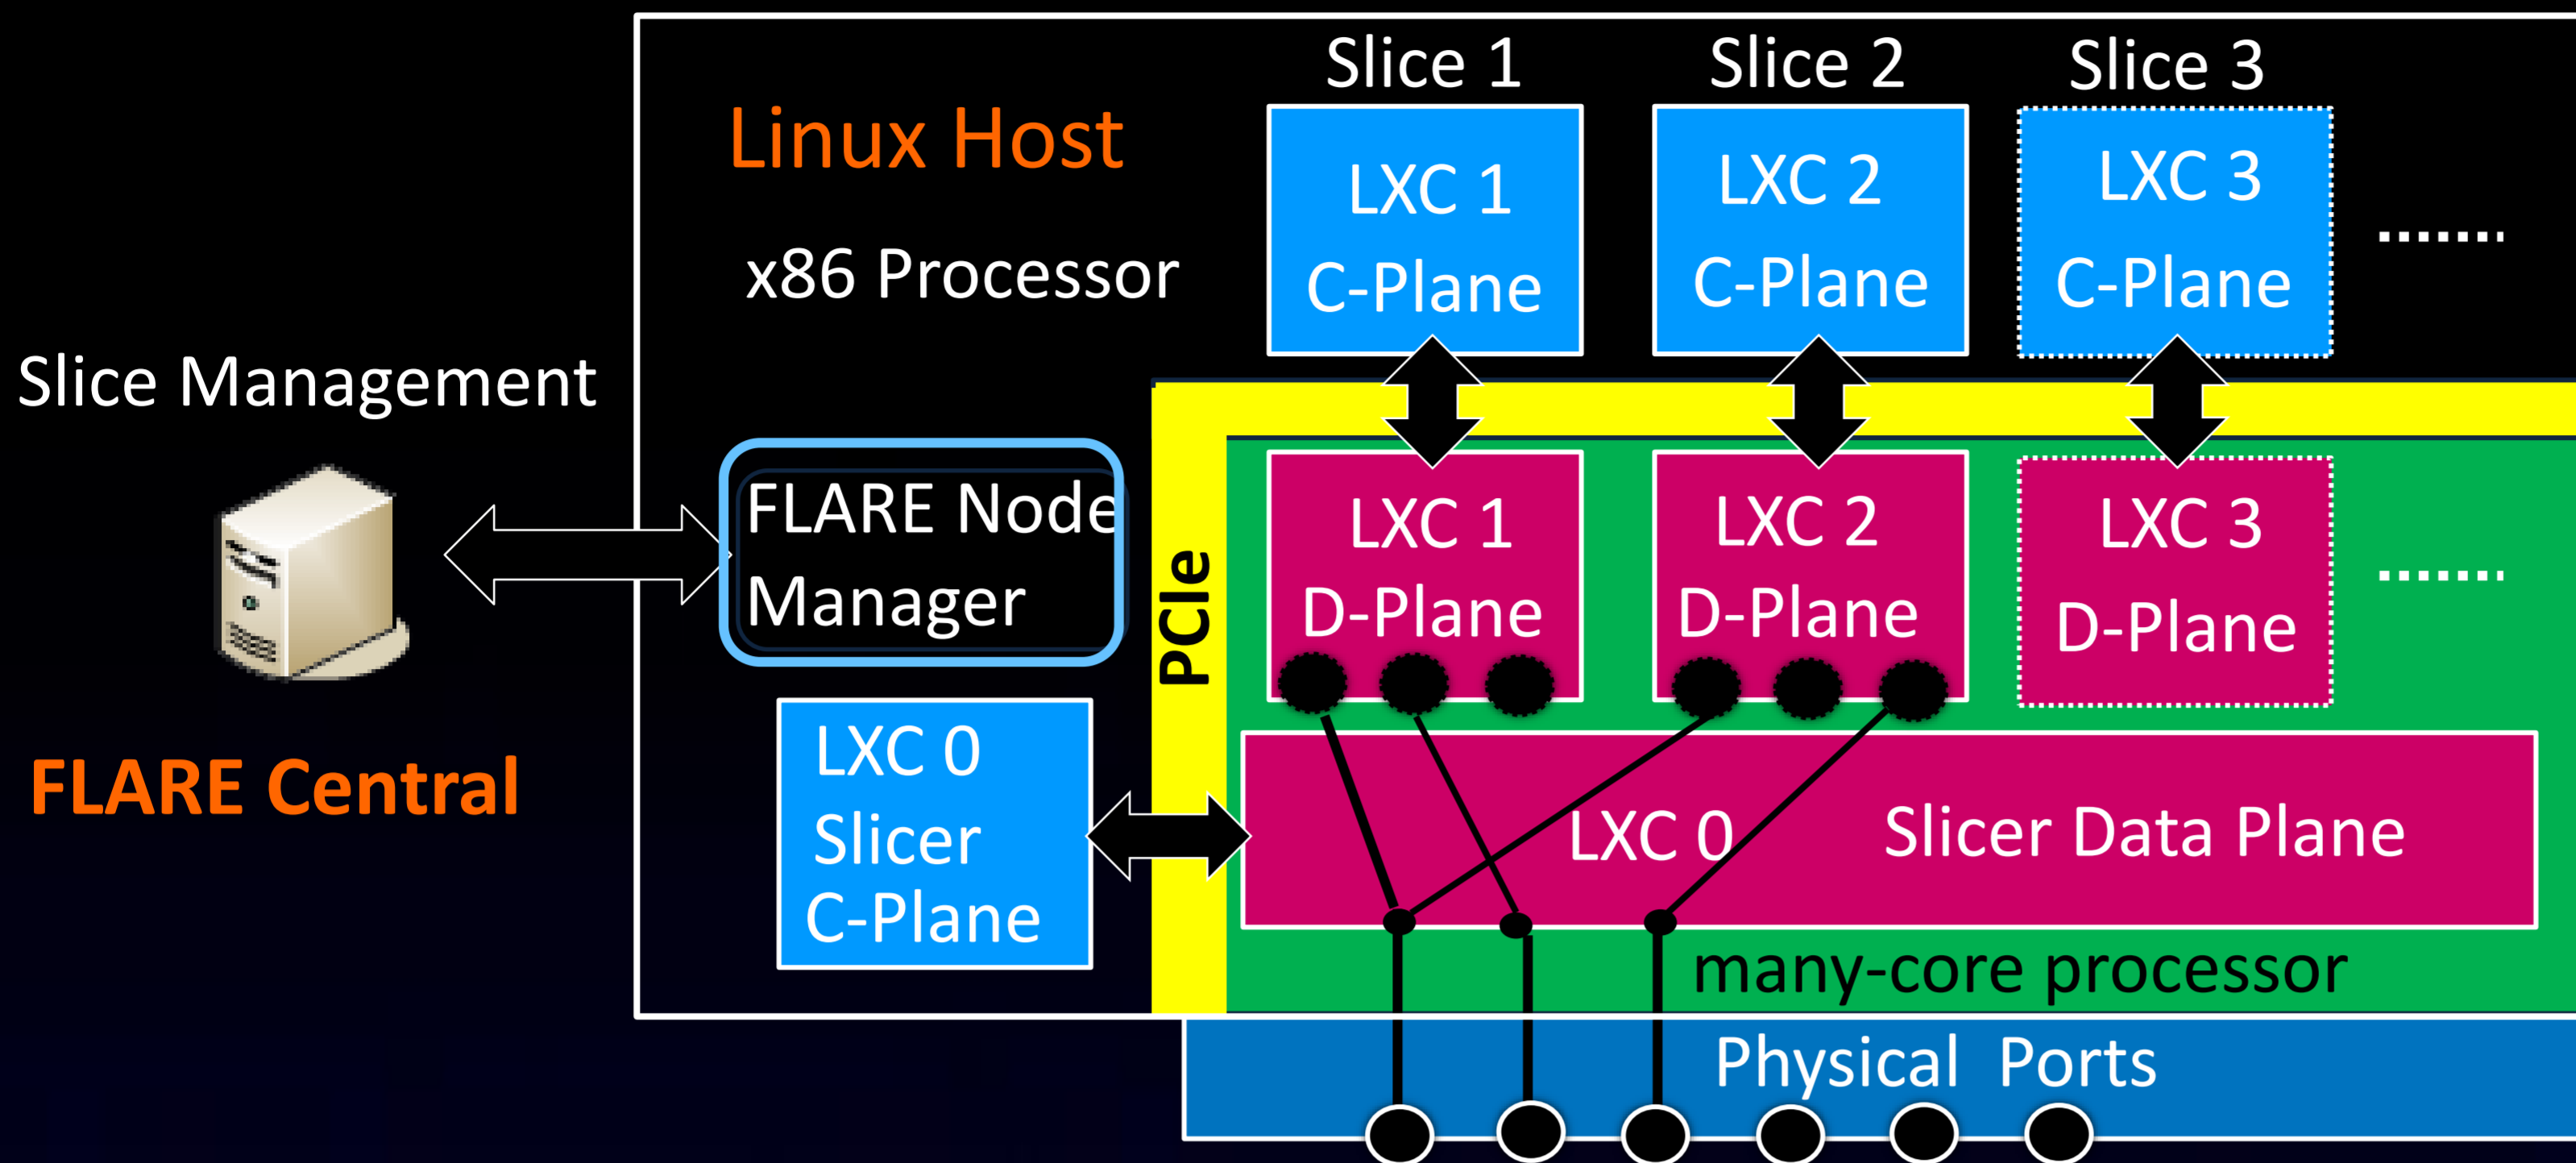 Slice 1
Slice 2
Slice 3
Linux Host
x86 Processor
LXC 1
C-Plane
LXC 2
C-Plane
LXC 3
C-Plane
Slice Management
FLARE Node
Manager
FLARE Central
PCIe
LXC 1
D-Plane
LXC 2
D-Plane
LXC 3
D-Plane
LXC 0
Slicer
C-Plane
LXC 0
Slicer Data Plane
many-core processor
Physical Ports